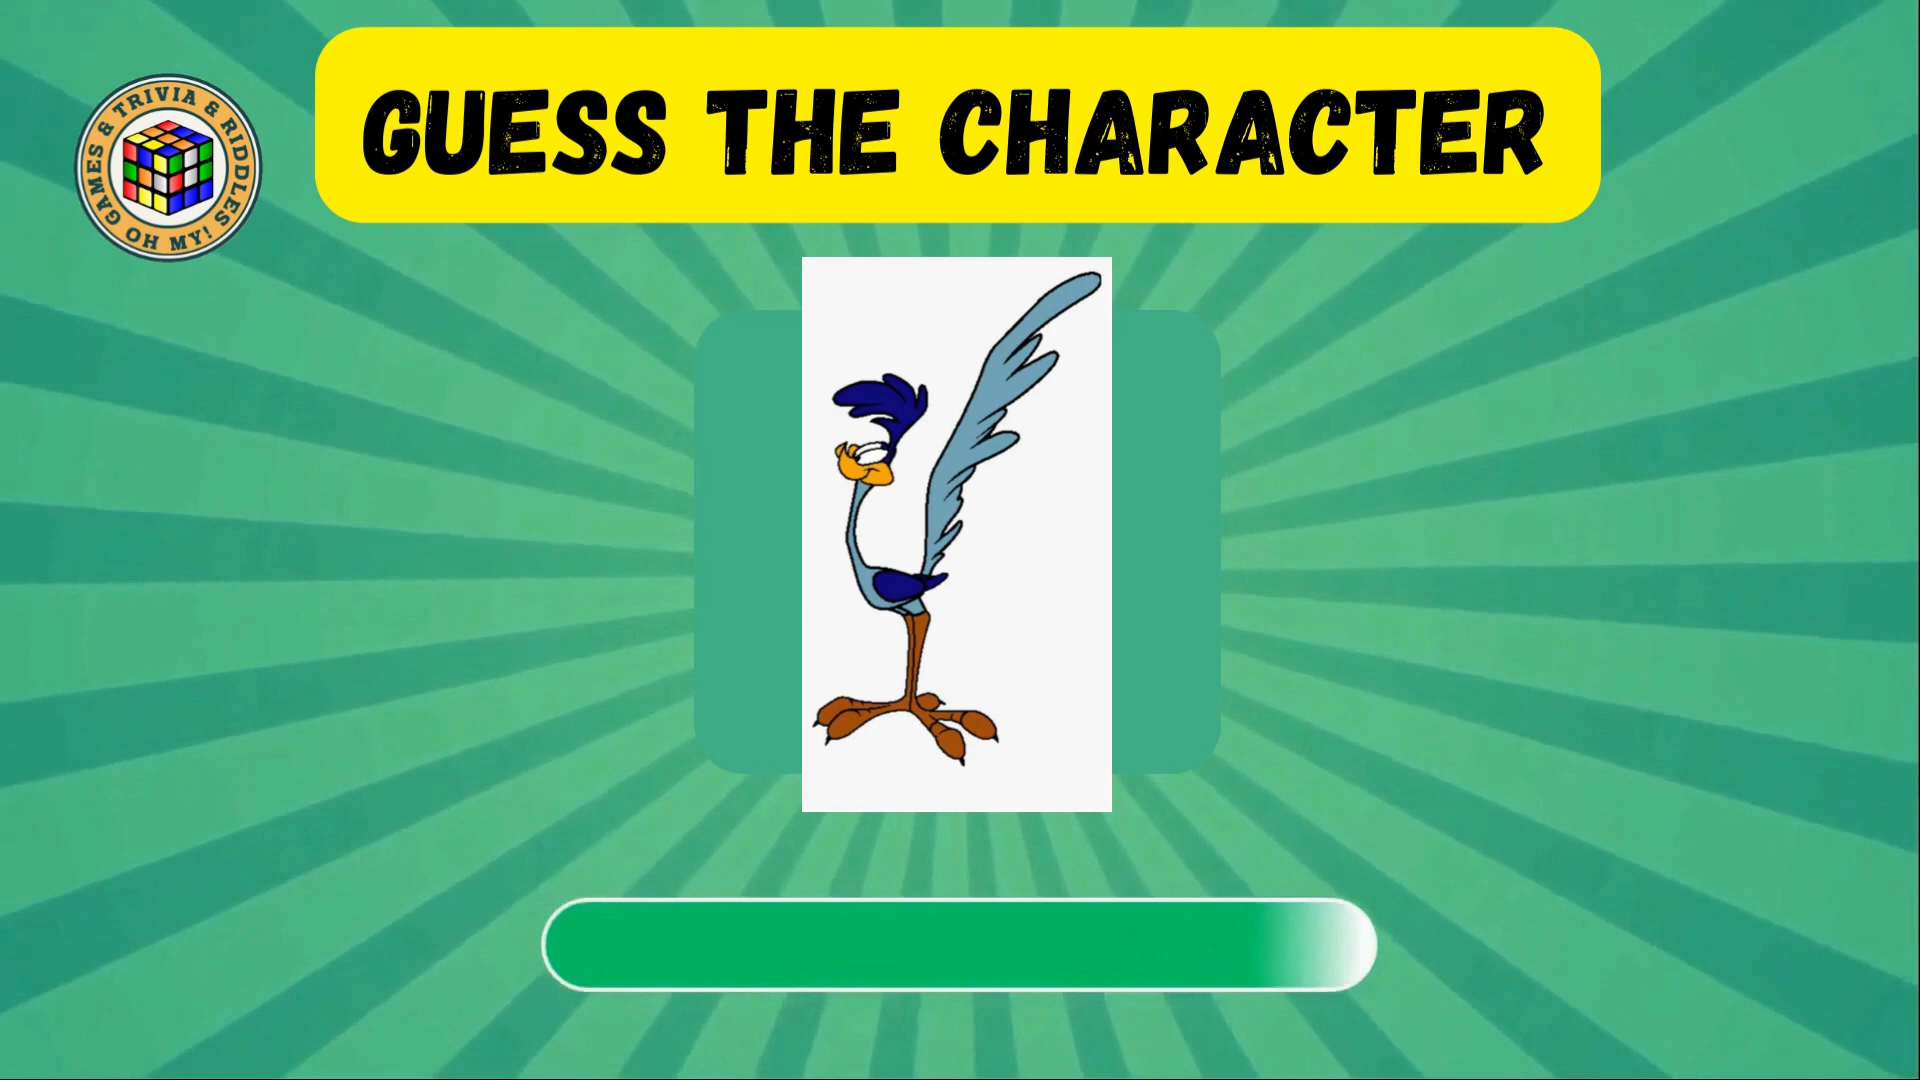 GUESS THE CHARACTER
GAMES & TRIVIA & RIDDLES!
OH MY!